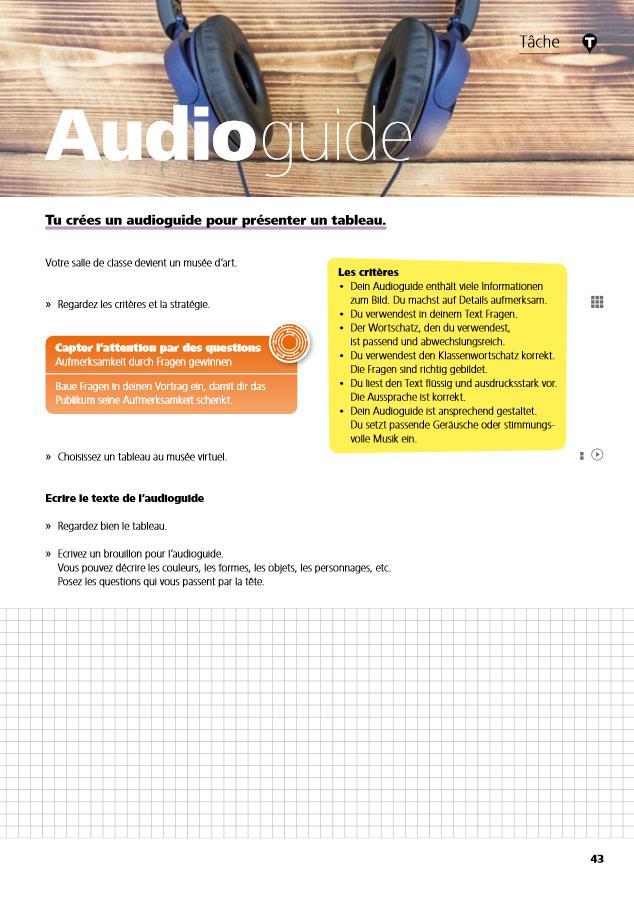 Tâche
T
Audioguide
Tu crées un audioguide pour présenter un tableau.
Votre salle de classe devient un musée d’art.
» Regardez les critères et la stratégie.
Capter l’attention par des questions
Aufmerksamkeit durch Fragen gewinnen
Baue Fragen in deinen Vortrag ein, damit dir das
Publikum seine Aufmerksamkeit schenkt.
Les critères
• Dein Audioguide enthält viele Informationen
zum Bild. Du machst auf Details aufmerksam.
• Du verwendest in deinem Text Fragen.
• Der Wortschatz, den du verwendest,
ist passend und abwechslungsreich.
• Du verwendest den Klassenwortschatz korrekt.
Die Fragen sind richtig gebildet.
• Du liest den Text flüssig und ausdrucksstark vor.
Die Aussprache ist korrekt.
• Dein Audioguide ist ansprechend gestaltet.
Du setzt passende Geräusche oder stimmungs-
volle Musik ein.
» Choisissez un tableau au musée virtuel.
Ecrire le texte de l’audioguide
» Regardez bien le tableau.
» Ecrivez un brouillon pour l’audioguide.
Vous pouvez décrire les couleurs, les formes, les objets, les personnages, etc.
Posez les questions qui vous passent par la tête.
43